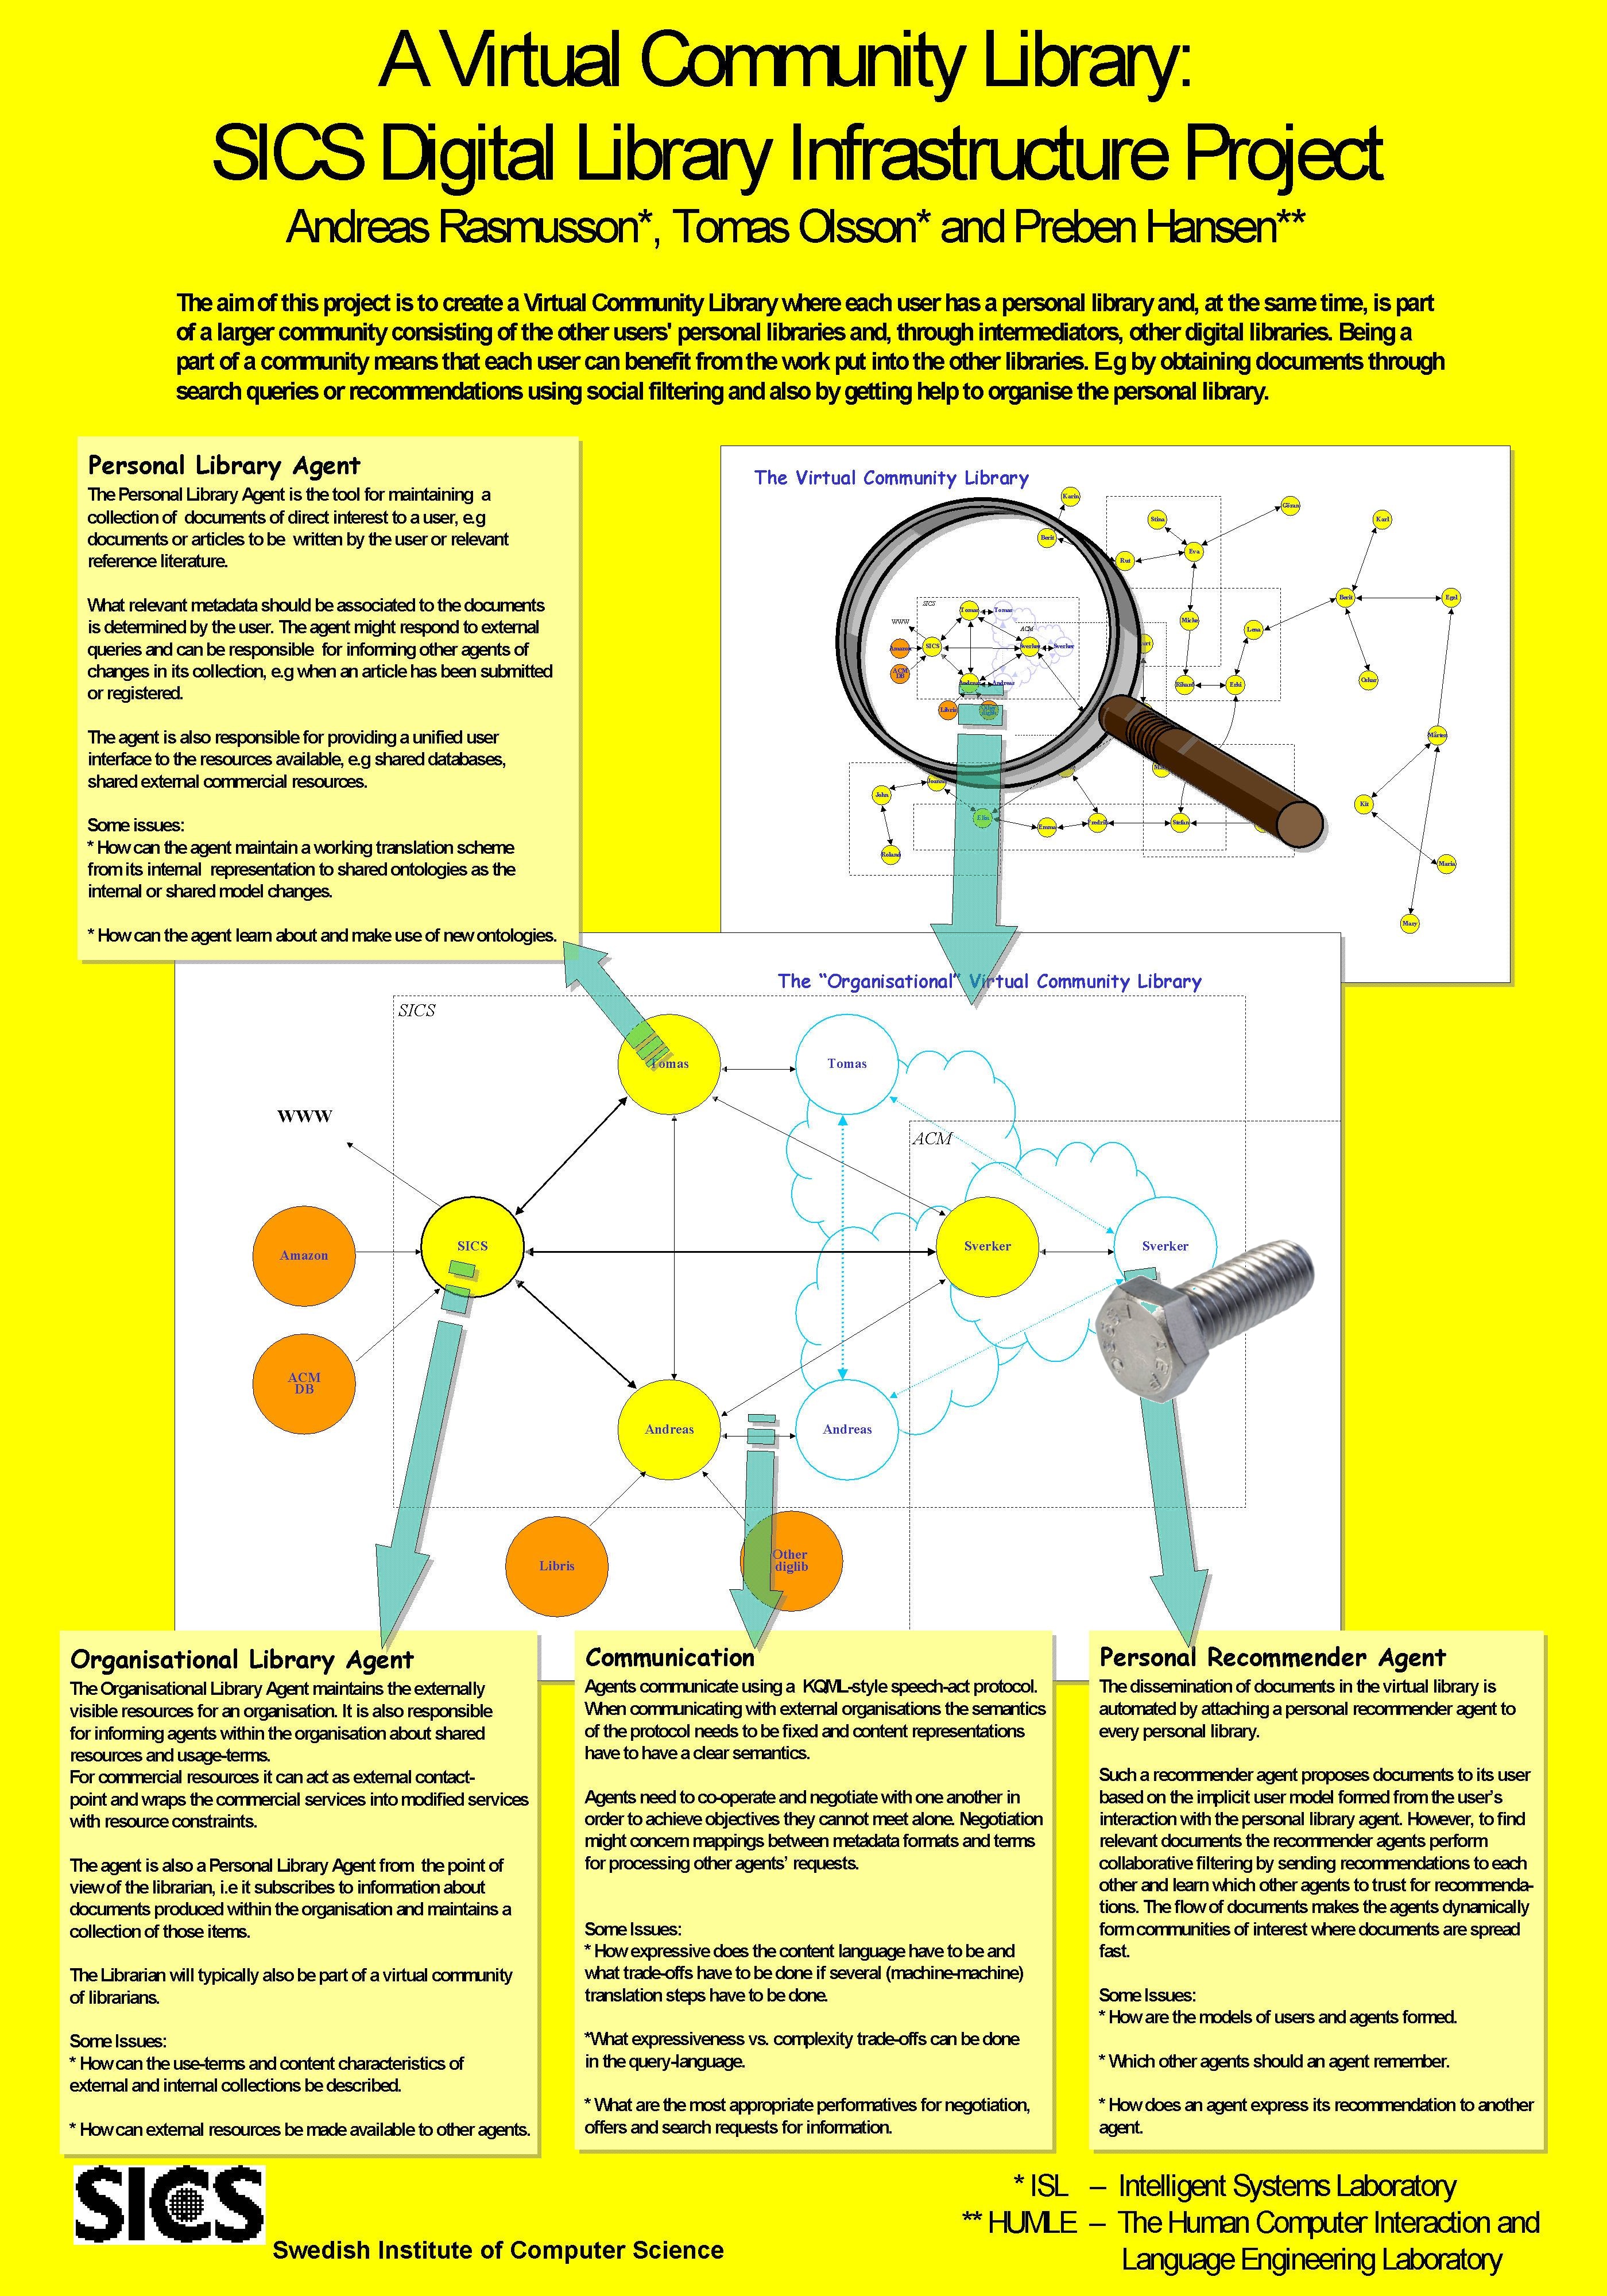 A Virtual Community Library:
SICS Digital Library Infrastructure Project
Andreas Rasmusson*, Tomas Olsson* and Preben Hansen**
The aim of this project is to create a Virtual Community Library where each user has a personal library and, at the same time, is part
of a larger community consisting of the other users' personal libraries and, through intermediators, other digital libraries. Being a
part of a community means that each user can benefit from the work put into the other libraries. E.g by obtaining documents through
search queries or recommendations using social filtering and also by getting help to organise the personal library.
Personal Library Agent
The Personal Library Agent is the tool for maintaining a
collection of documents of direct interest to a user, e.g
documents or articles to be written by the user or relevant
reference literature.
What relevant metadata should be associated to the documents
is determined by the user. The agent might respond to external
queries and can be responsible for informing other agents of
changes in its collection, e.g when an article has been submitted
or registered.
The agent is also responsible for providing a unified user
interface to the resources available, e.g shared databases,
shared external commercial resources.
Some issues:
* How can the agent maintain a working translation scheme
from its internal representation to shared ontologies as the
internal or shared model changes.
* How can the agent learn about and make use of new ontologies.
The Virtual Community Library
Karin
Göran
Stina
Karl
Berit
Eva
Rut
Berit
Egel
SICS
Tomas
Tomas
WWW
Micke
ACM
Lena
Amazon
SICS
Sverker
Sverker
ACM
DB
Andreas
Andreas
Rikard
Ecki
Oskar
Libris
Other
diglib
Märten
Joanna
John
Kit
Elin
Emma
Fredrik
Stefan
Roland
Maria
Mary
The “Organisational” Virtual Community Library
SICS
Tomas
Tomas
WWW
ACM
Amazon
SICS
Sverker
Sverker
ACM
DB
Andreas
Andreas
Libris
Other
diglib
Organisational Library Agent
The Organisational Library Agent maintains the externally
visible resources for an organisation. It is also responsible
for informing agents within the organisation about shared
resources and usage-terms.
For commercial resources it can act as external contact-
point and wraps the commercial services into modified services
with resource constraints.
The agent is also a Personal Library Agent from the point of
view of the librarian, i.e it subscribes to information about
documents produced within the organisation and maintains a
collection of those items.
The Librarian will typically also be part of a virtual community
of librarians.
Some Issues:
* How can the use-terms and content characteristics of
external and internal collections be described.
* How can external resources be made available to other agents.
Communication
Agents communicate using a KQML-style speech-act protocol.
When communicating with external organisations the semantics
of the protocol needs to be fixed and content representations
have to have a clear semantics.
Agents need to co-operate and negotiate with one another in
order to achieve objectives they cannot meet alone. Negotiation
might concern mappings between metadata formats and terms
for processing other agents’ requests.
Some Issues:
* How expressive does the content language have to be and
what trade-offs have to be done if several (machine-machine)
translation steps have to be done.
*What expressiveness vs. complexity trade-offs can be done
in the query-language.
* What are the most appropriate performatives for negotiation,
offers and search requests for information.
Personal Recommender Agent
The dissemination of documents in the virtual library is
automated by attaching a personal recommender agent to
every personal library.
Such a recommender agent proposes documents to its user
based on the implicit user model formed from the user’s
interaction with the personal library agent. However, to find
relevant documents the recommender agents perform
collaborative filtering by sending recommendations to each
other and learn which other agents to trust for recommenda-
tions. The flow of documents makes the agents dynamically
form communities of interest where documents are spread
fast.
Some Issues:
* How are the models of users and agents formed.
* Which other agents should an agent remember.
* How does an agent express its recommendation to another
agent.
SICS
Swedish Institute of Computer Science
* ISL – Intelligent Systems Laboratory
** HUMLE – The Human Computer Interaction and
Language Engineering Laboratory